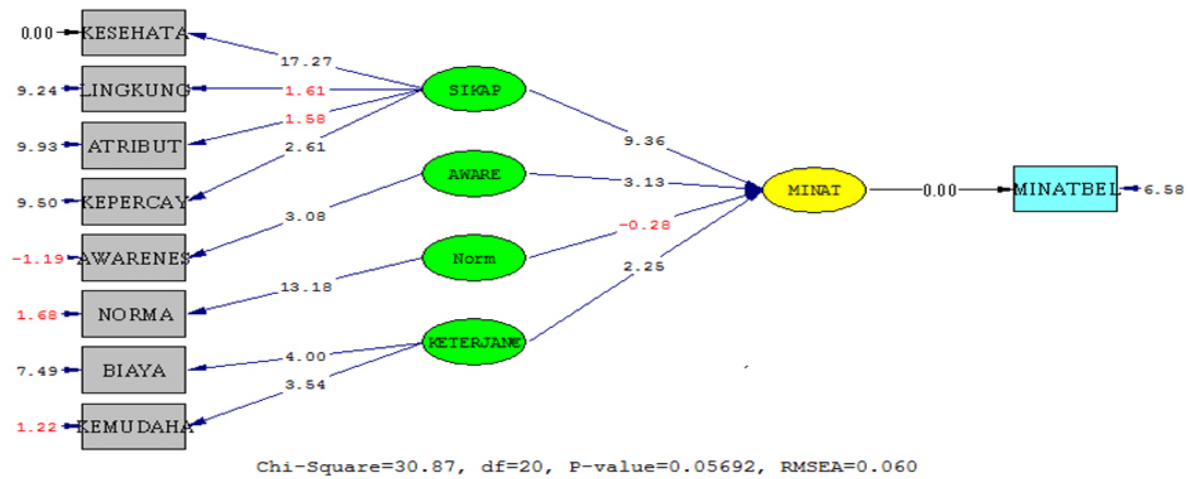 0.00 KESEHATA
17.27
9.24 LINGKUNG 1.61 SIKAP
1.58
9.36
9.93 ATRIBUT
2.61
AWARE 3.13 MINAT 0.00 MINATBEL 6.58
9.50 KEPERCAY
3.08
-0.28
-1.19 AWARENES Norm
2.25
13.18
1.68 NORMA
KETERJANG
4.00
7.49 BIAYA
3.54
1.22 KEMUDAHA
Chi-Square=30.87, df=20, P-value=0.05692, RMSEA=0.060